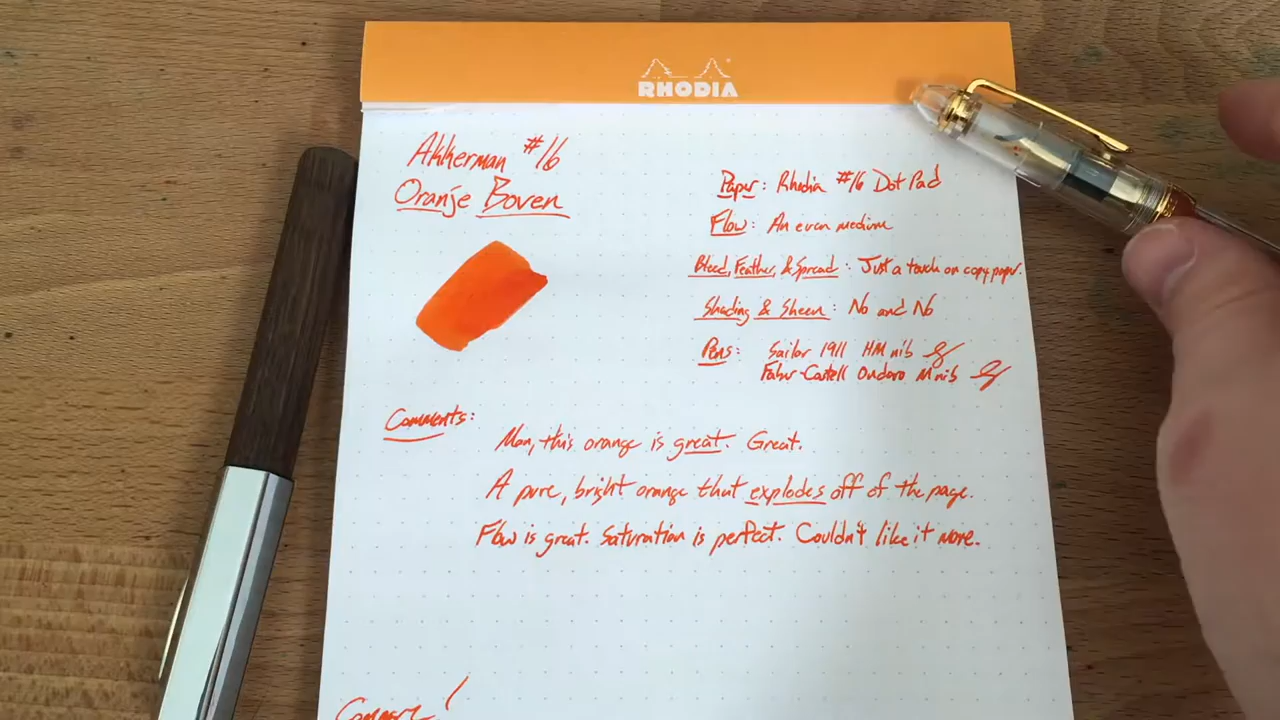 RHODIA
Akkerman #16
Oranje Boven
Paper: Rhodia #16 Dot Pad
Flow: An even medium
Bleed, Feather, & Spread: Just a touch on copy paper.
Shading & Sheen: No and No
Pens: Sailor 1911 HM nib
Faber-Castell Ondoro M nib
Comments:
Man, this orange is great. Great.
A pure, bright orange that explodes off of the page.
Flow is great. Saturation is perfect. Couldn't like it more.